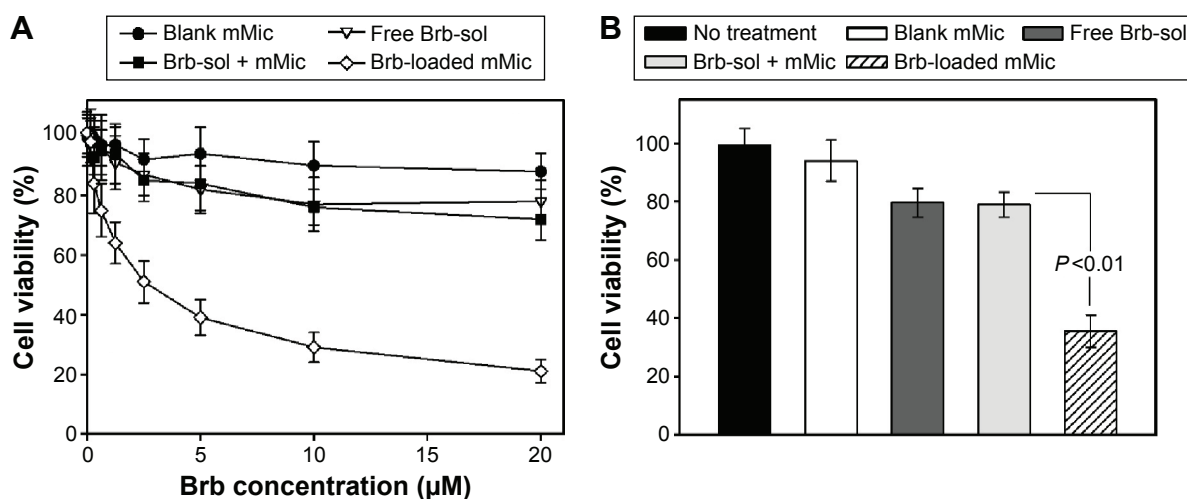 A
Blank mMic
Free Brb-sol
Brb-sol + mMic
Brb-loaded mMic
Cell viability (%)
100
80
60
40
20
0
0
5
10
15
20
Brb concentration (µM)
B
No treatment
Blank mMic
Free Brb-sol
Brb-sol + mMic
Brb-loaded mMic
Cell viability (%)
100
80
60
40
20
0
P<0.01